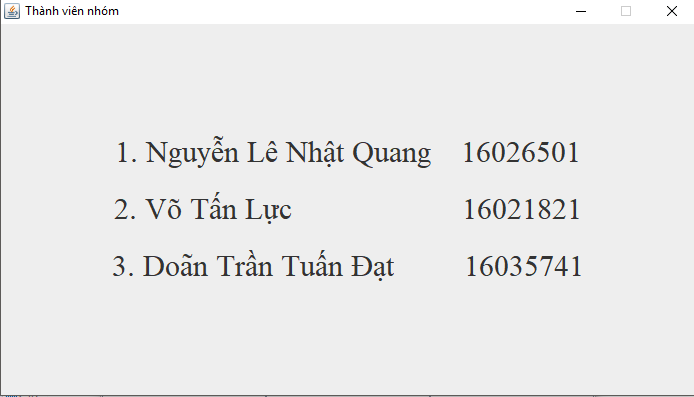 Thành viên nhóm
1. Nguyễn Lê Nhật Quang 16026501
2. Võ Tấn Lực 16021821
3. Doãn Trần Tuấn Đạt 16035741